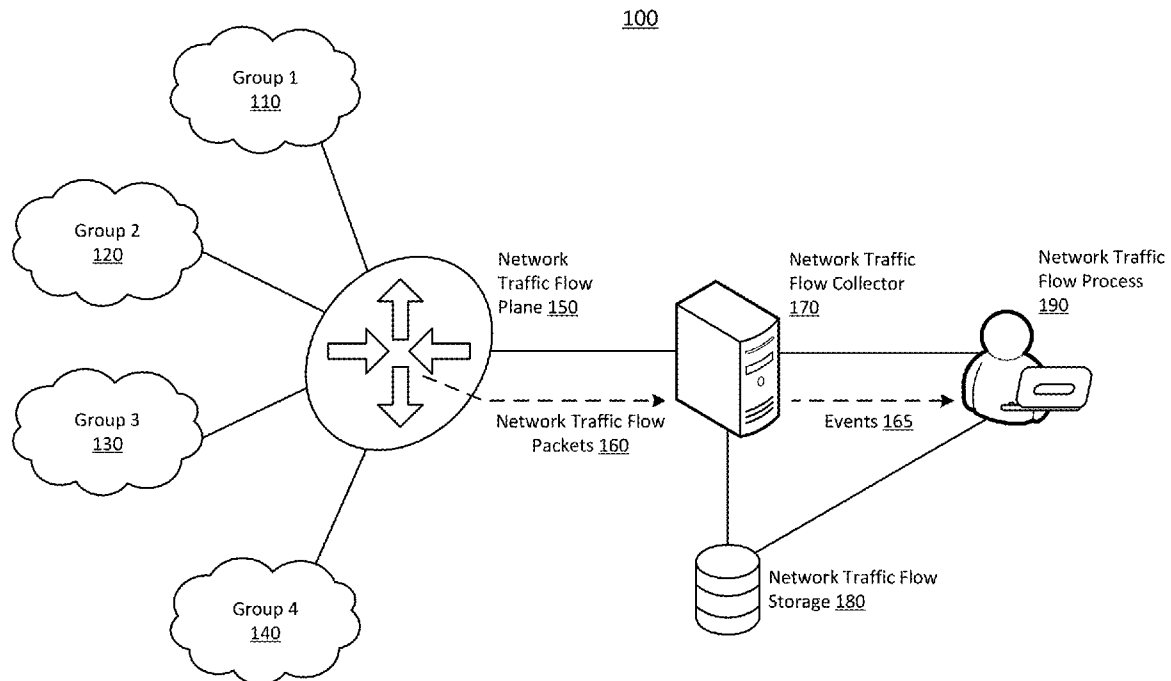 100
Group 1
110
Group 2
120
Group 3
130
Group 4
140
Network
Traffic Flow
Plane 150
Network Traffic Flow
Packets 160
Network Traffic
Flow Collector
170
Events 165
Network Traffic
Flow Process
190
Network Traffic Flow
Storage 180